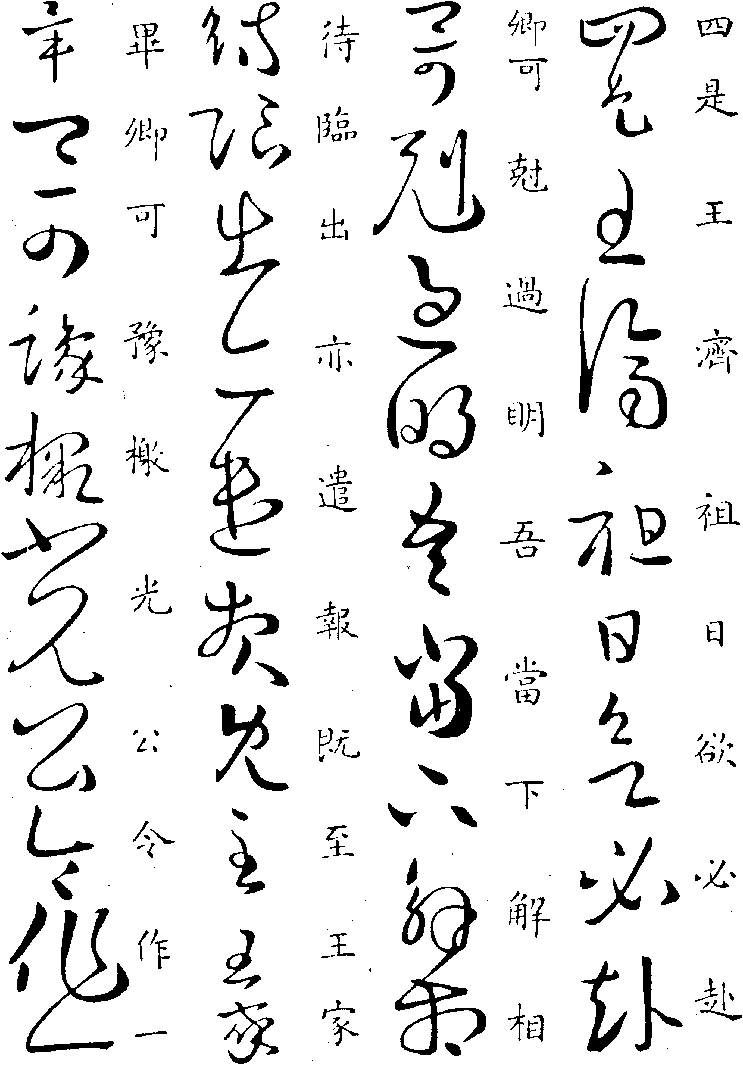 四是王濟祖日欲必赴
卿可尅過明吾當下解相
待臨出亦遣報既至王家
畢卿可豫檄光公令作一